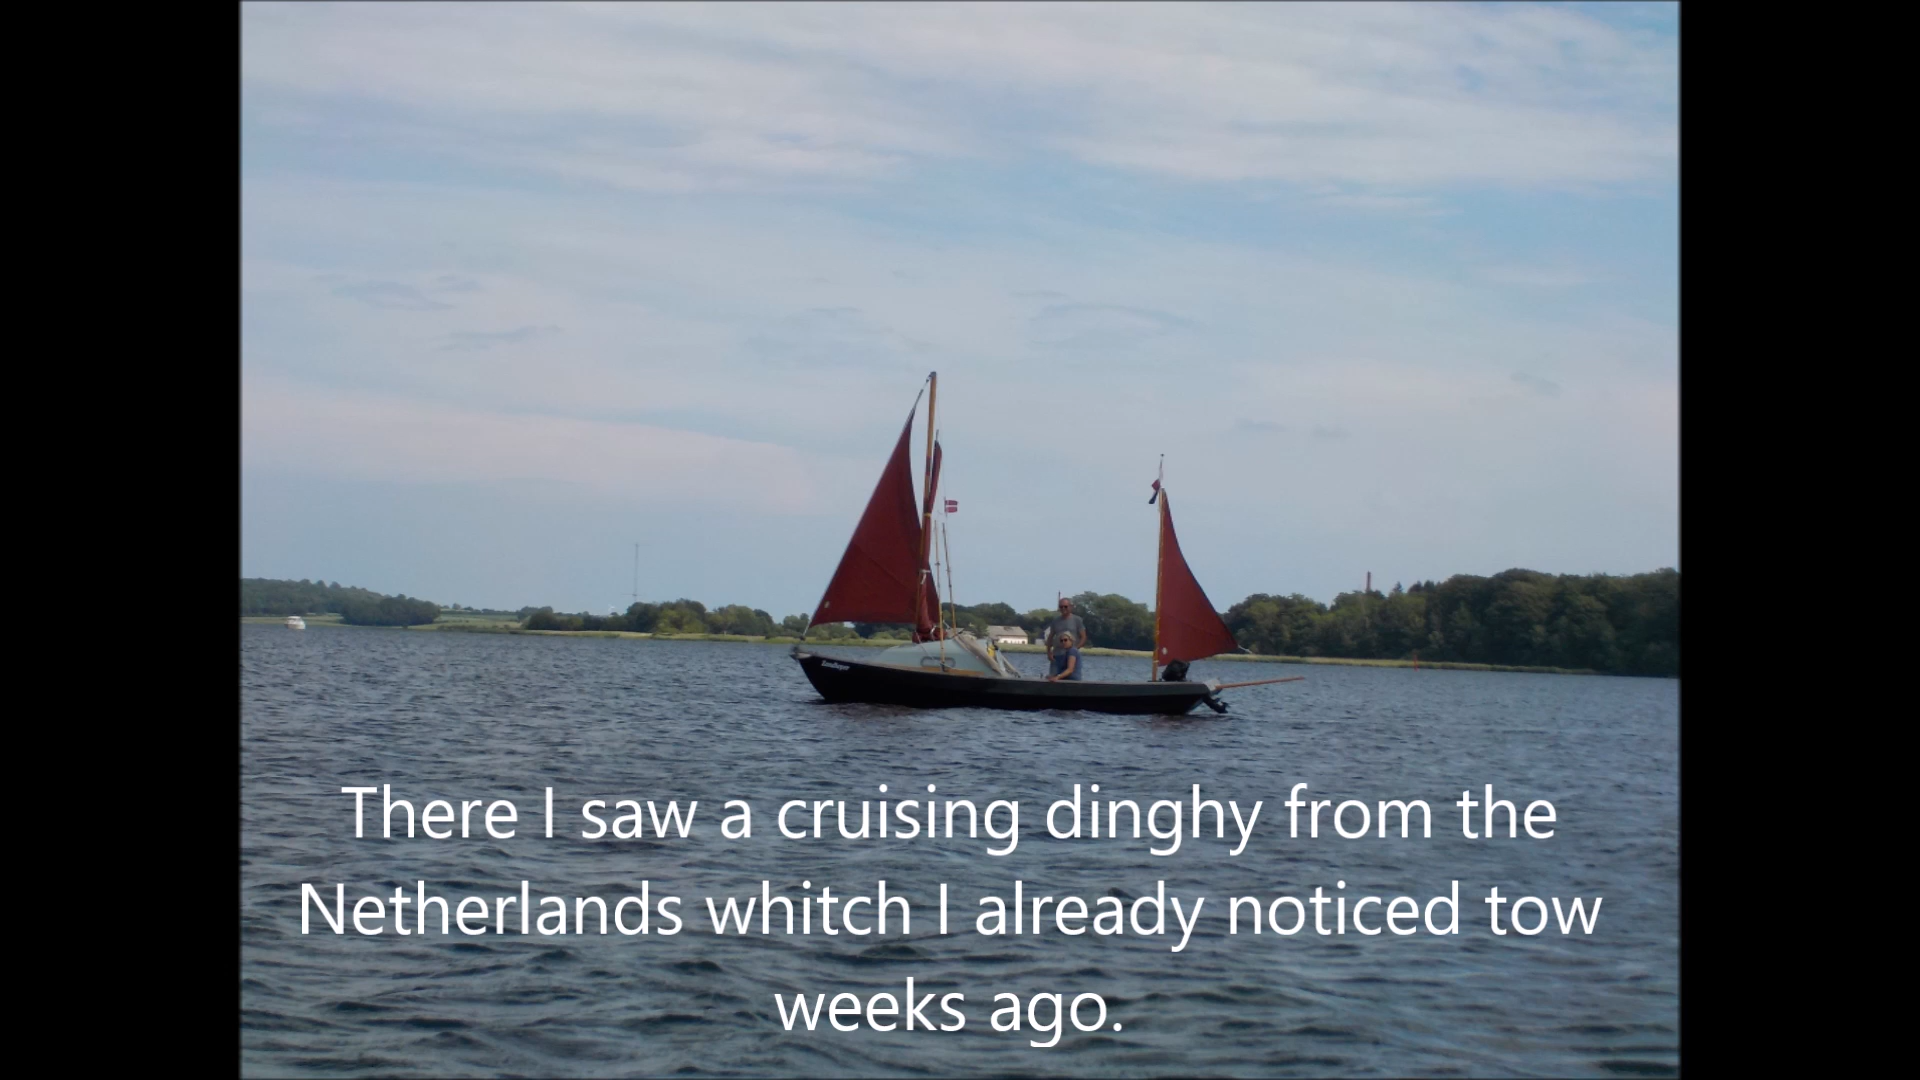 There I saw a cruising dinghy from the
Netherlands whitch I already noticed tow
weeks ago.